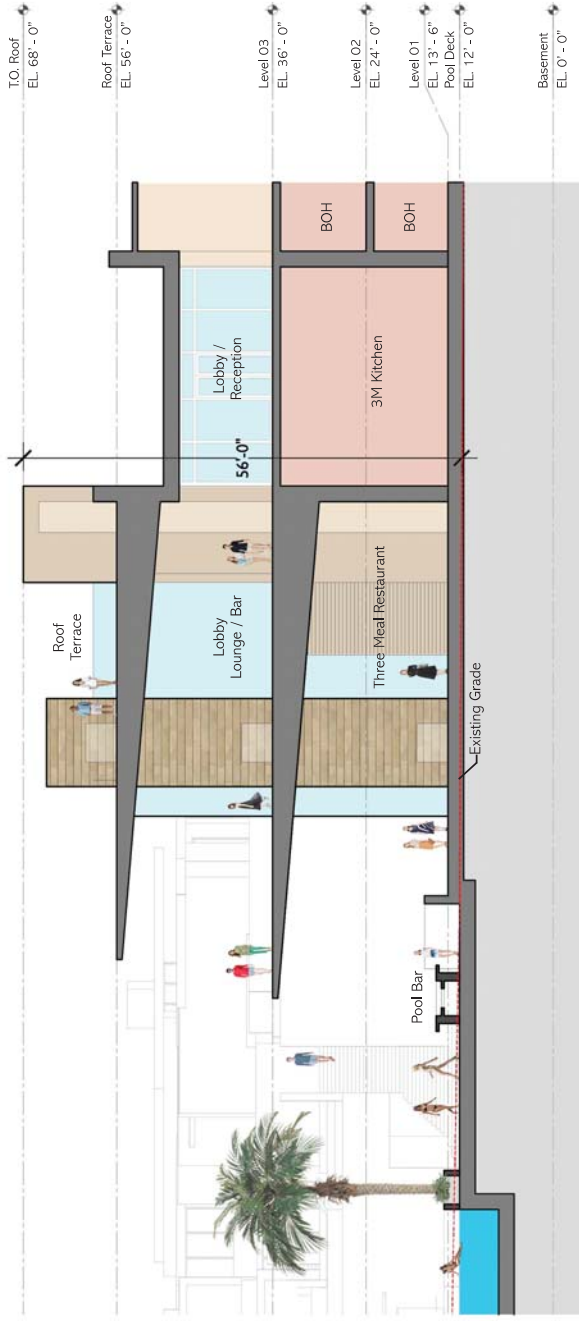 T.O. Roof
EL. 68' - 0"
Roof Terrace
EL. 56' - 0"
Level 03
EL. 36' - 0"
Level 02
EL. 24' - 0"
Level 01
EL. 13' - 6"
Pool Deck
EL. 12' - 0"
Basement
EL. 0' - 0"
Roof
Terrace
Lobby
Lounge / Bar
Lobby /
Reception
56'-0"
BOH
BOH
Three Meal Restaurant
3M Kitchen
Pool Bar
Existing Grade